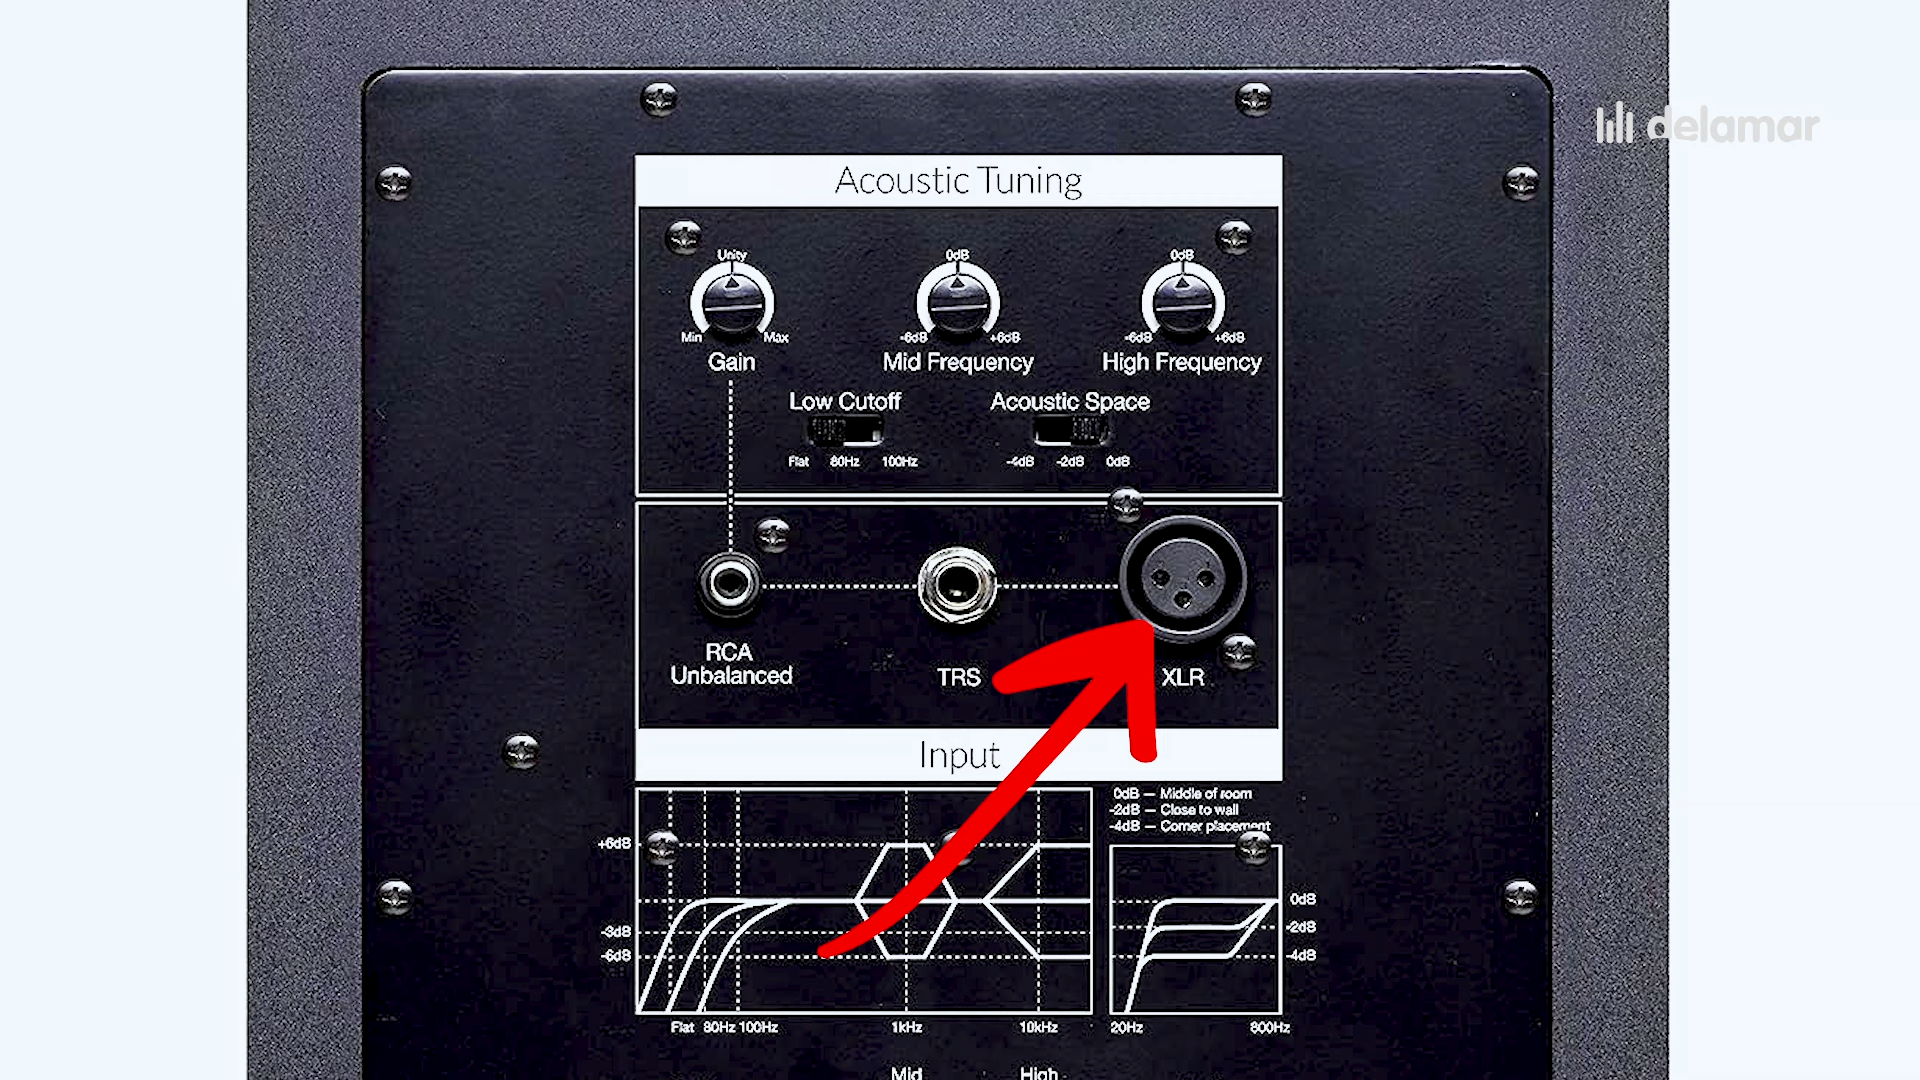 delamar
Acoustic Tuning
Unity
0dB
0dB
Min
Max
-6dB
+6dB
-6dB
+6dB
Gain
Mid Frequency
High Frequency
Low Cutoff
Acoustic Space
Flat
80Hz
100Hz
-4dB
-2dB
0dB
RCA
Unbalanced
TRS
XLR
Input
0dB — Middle of room
-2dB — Close to wall
-4dB — Corner placement
+6dB
-3dB
-6dB
0dB
-2dB
-4dB
Flat
80Hz
100Hz
1kHz
10kHz
20Hz
800Hz
Mid
High